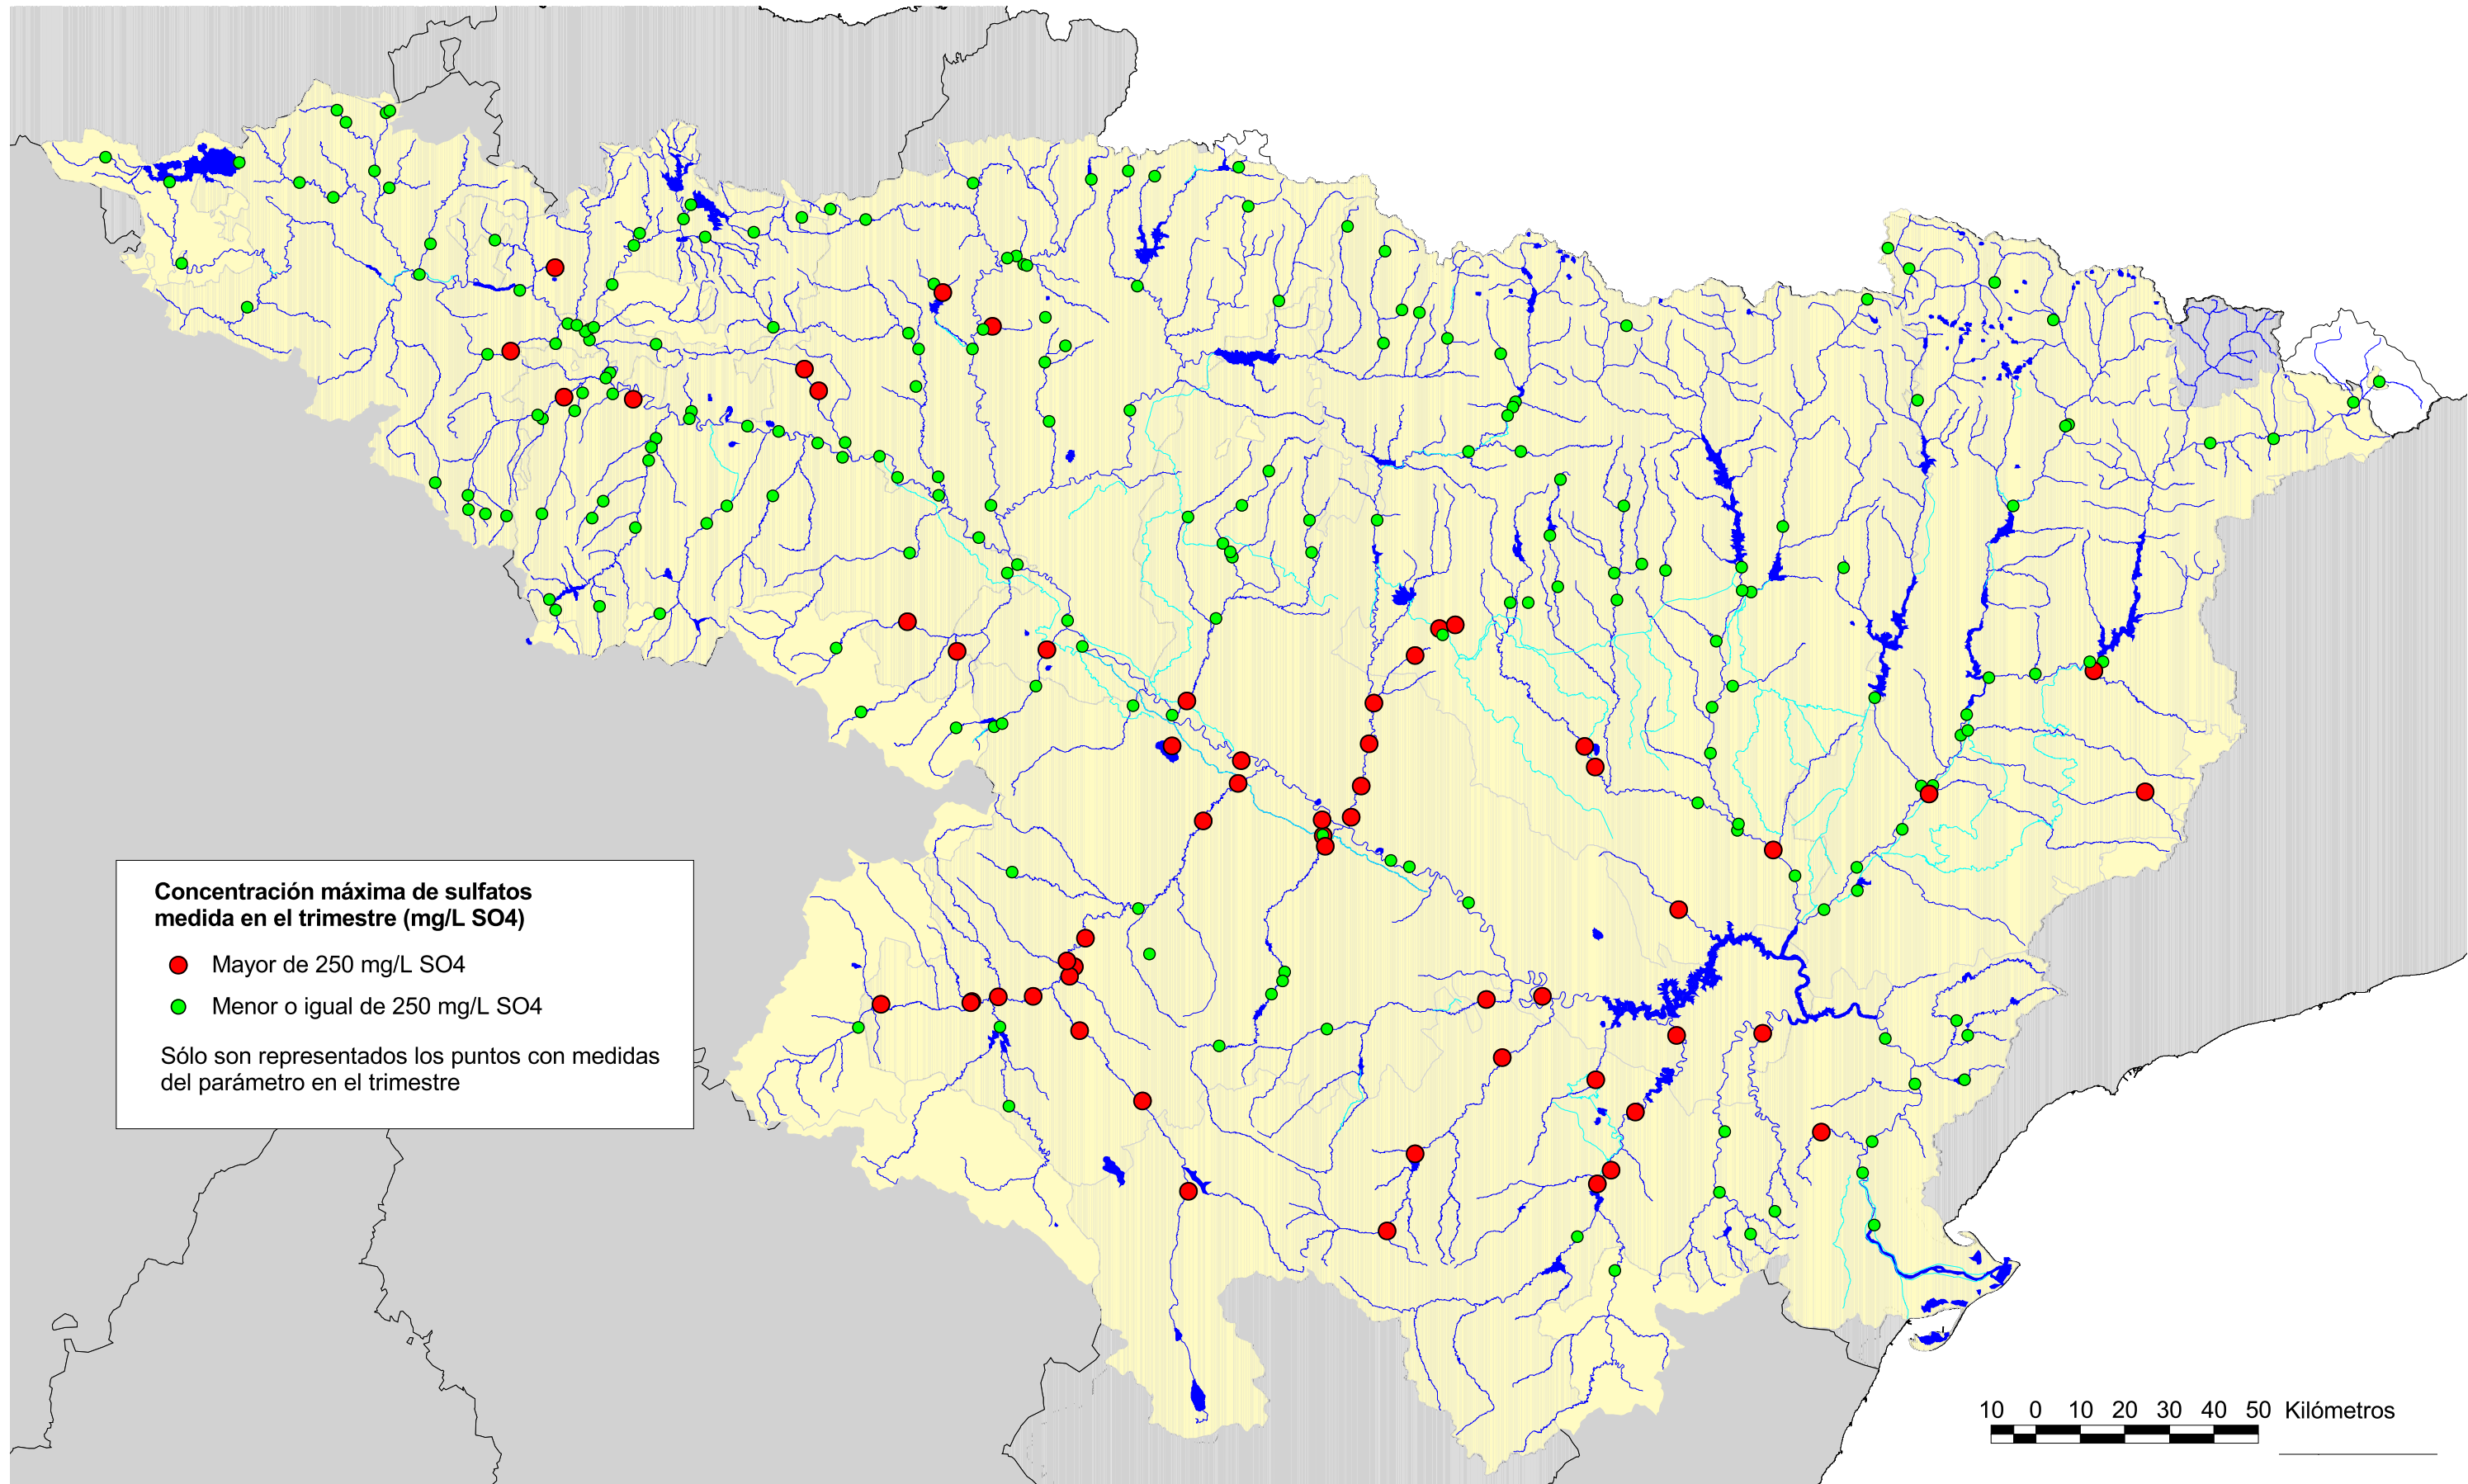 Concentración máxima de sulfatos
medida en el trimestre (mg/L SO4)
Mayor de 250 mg/L SO4
Menor o igual de 250 mg/L SO4
Sólo son representados los puntos con medidas
del parámetro en el trimestre
10 0 10 20 30 40 50 Kilómetros